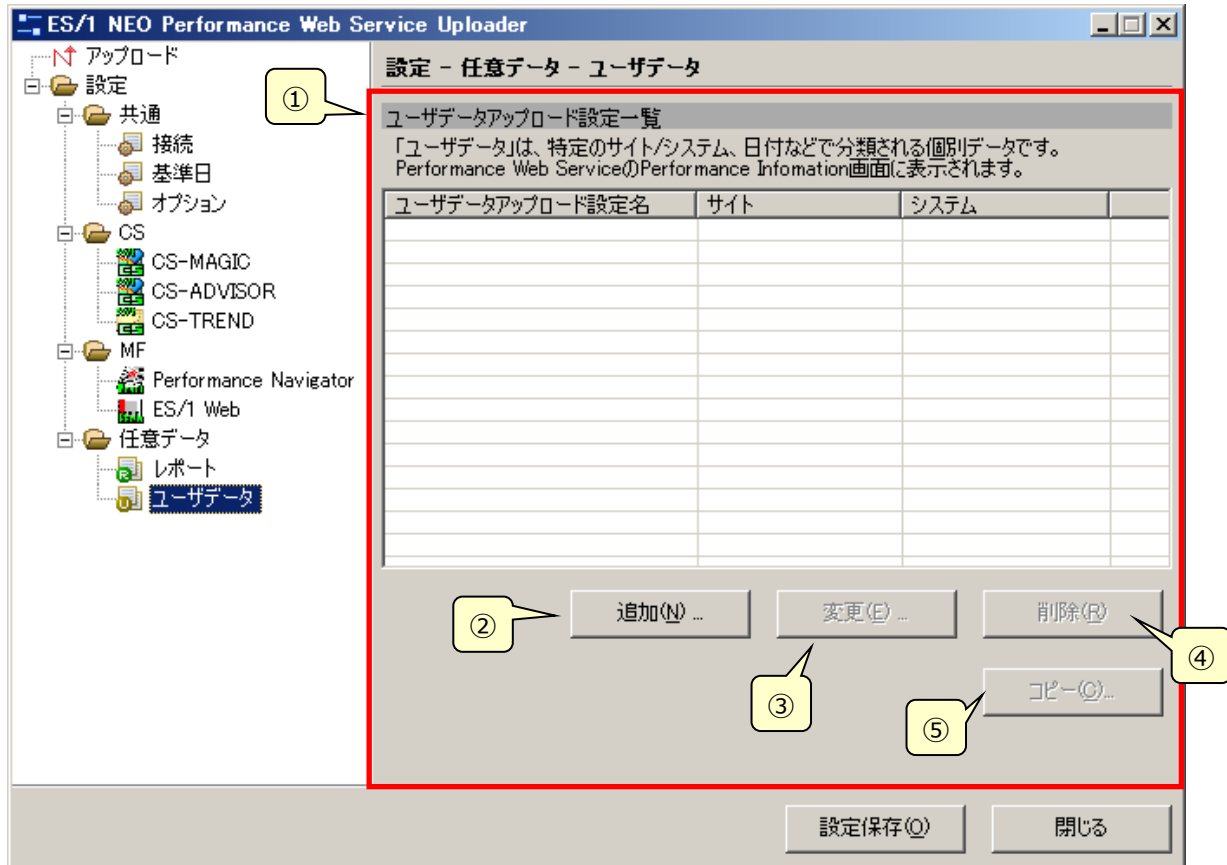 ES/1 NEO Performance Web Service Uploader
アップロード
設定
共通
接続
基準日
オプション
CS
CS-MAGIC
CS-ADVISOR
CS-TREND
MF
Performance Navigator
ES/1 Web
任意データ
レポート
ユーザデータ
設定 - 任意データ - ユーザデータ
①
ユーザデータアップロード設定一覧
「ユーザデータ」は、特定のサイト/システム、日付などで分類される個別データです。
Performance Web ServiceのPerformance Infomation画面に表示されます。
ユーザデータアップロード設定名 サイト システム
② 追加(N) ... 変更(E) ... 削除(R)
③ ④
コピー(C)...
⑤
設定保存(O) 閉じる